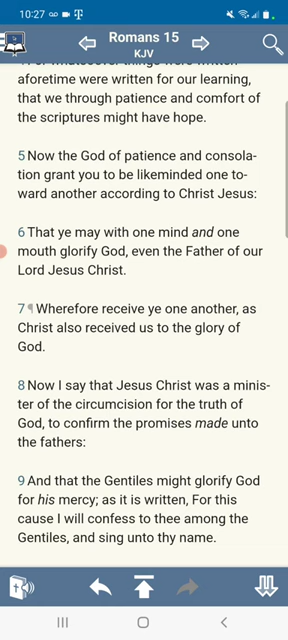 10:27
Romans 15
KJV
aforetime were written for our learning,
that we through patience and comfort of
the scriptures might have hope.
5 Now the God of patience and consola-
tion grant you to be likeminded one to-
ward another according to Christ Jesus:
6 That ye may with one mind and one
mouth glorify God, even the Father of our
Lord Jesus Christ.
7 ¶ Wherefore receive ye one another, as
Christ also received us to the glory of
God.
8 Now I say that Jesus Christ was a minis-
ter of the circumcision for the truth of
God, to confirm the promises made unto
the fathers:
9 And that the Gentiles might glorify God
for his mercy; as it is written, For this
cause I will confess to thee among the
Gentiles, and sing unto thy name.